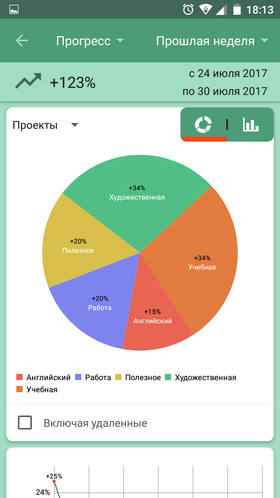 18:13
Прогресс
Прошлая неделя
+123%
с 24 июля 2017
по 30 июля 2017
Проекты
+34%
Художественная
+20%
Полезное
+34%
Учебная
+20%
Работа
+15%
Английский
Английский Работа Полезное Художественная
Учебная
Включая удаленные
+25%
24%